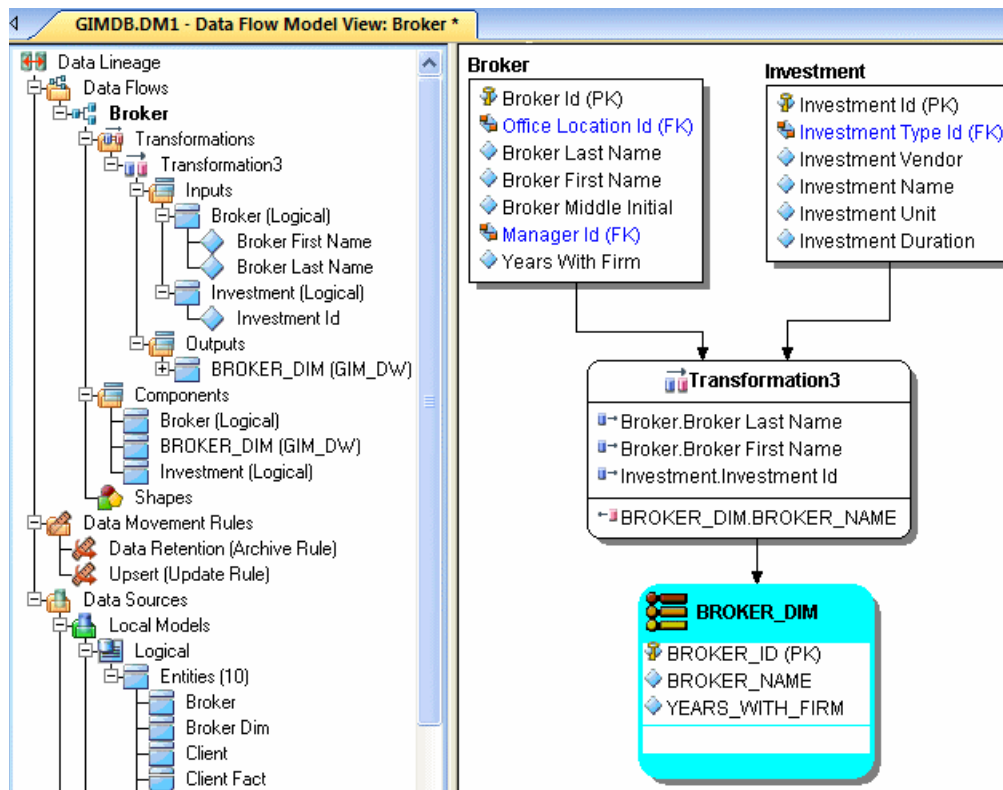 GIMDB.DM1 - Data Flow Model View: Broker *
Data Lineage
Data Flows
Broker
Transformations
Transformation3
Inputs
Broker (Logical)
Broker First Name
Broker Last Name
Investment (Logical)
Investment Id
Outputs
BROKER_DIM (GIM_DW)
Components
Broker (Logical)
BROKER_DIM (GIM_DW)
Investment (Logical)
Shapes
Data Movement Rules
Data Retention (Archive Rule)
Upsert (Update Rule)
Data Sources
Local Models
Logical
Entities (10)
Broker
Broker Dim
Client
Client Fact
Broker
Broker Id (PK)
Office Location Id (FK)
Broker Last Name
Broker First Name
Broker Middle Initial
Manager Id (FK)
Years With Firm
Investment
Investment Id (PK)
Investment Type Id (FK)
Investment Vendor
Investment Name
Investment Unit
Investment Duration
Transformation3
Broker.Broker Last Name
Broker.Broker First Name
Investment.Investment Id
BROKER_DIM.BROKER_NAME
BROKER_DIM
BROKER_ID (PK)
BROKER_NAME
YEARS_WITH_FIRM